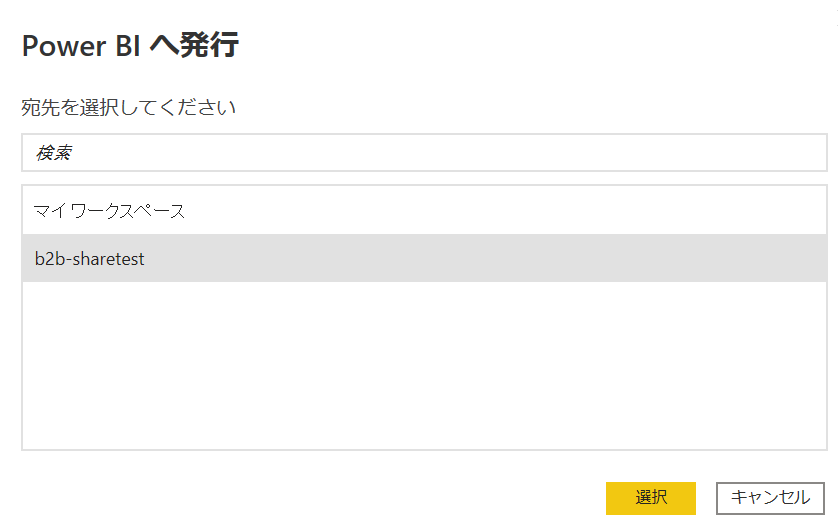 Power BI へ発行
宛先を選択してください
検索
マイワークスペース
b2b-sharetest
選択 キャンセル